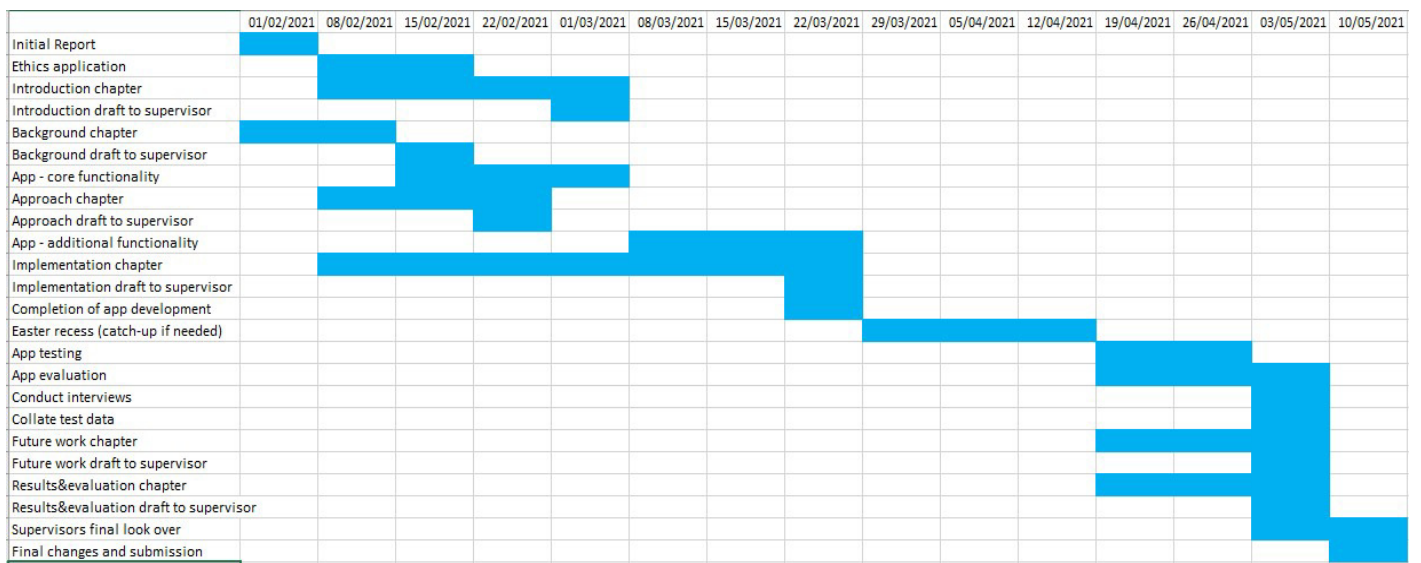 01/02/2021 08/02/2021 15/02/2021 22/02/2021 01/03/2021 08/03/2021 15/03/2021 22/03/2021 29/03/2021 05/04/2021 12/04/2021 19/04/2021 26/04/2021 03/05/2021 10/05/2021
Initial Report
Ethics application
Introduction chapter
Introduction draft to supervisor
Background chapter
Background draft to supervisor
App - core functionality
Approach chapter
Approach draft to supervisor
App - additional functionality
Implementation chapter
Implementation draft to supervisor
Completion of app development
Easter recess (catch-up if needed)
App testing
App evaluation
Conduct interviews
Collate test data
Future work chapter
Future work draft to supervisor
Results&evaluation chapter
Results&evaluation draft to supervisor
Supervisors final look over
Final changes and submission